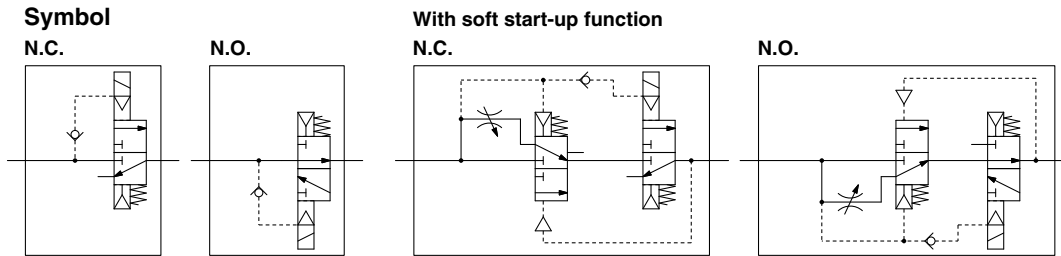 Symbol
With soft start-up function
N.C.
N.O.
N.C.
N.O.